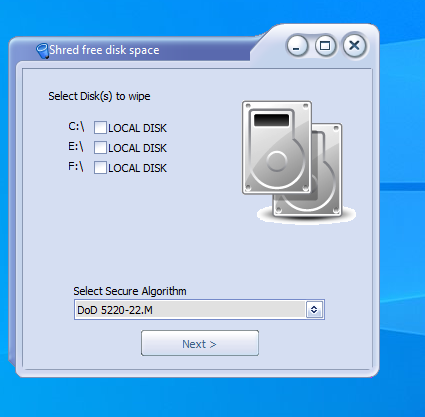 Shred free disk space
Select Disk(s) to wipe
C:\ LOCAL DISK
E:\ LOCAL DISK
F:\ LOCAL DISK
Select Secure Algorithm
DoD 5220-22.M
Next >